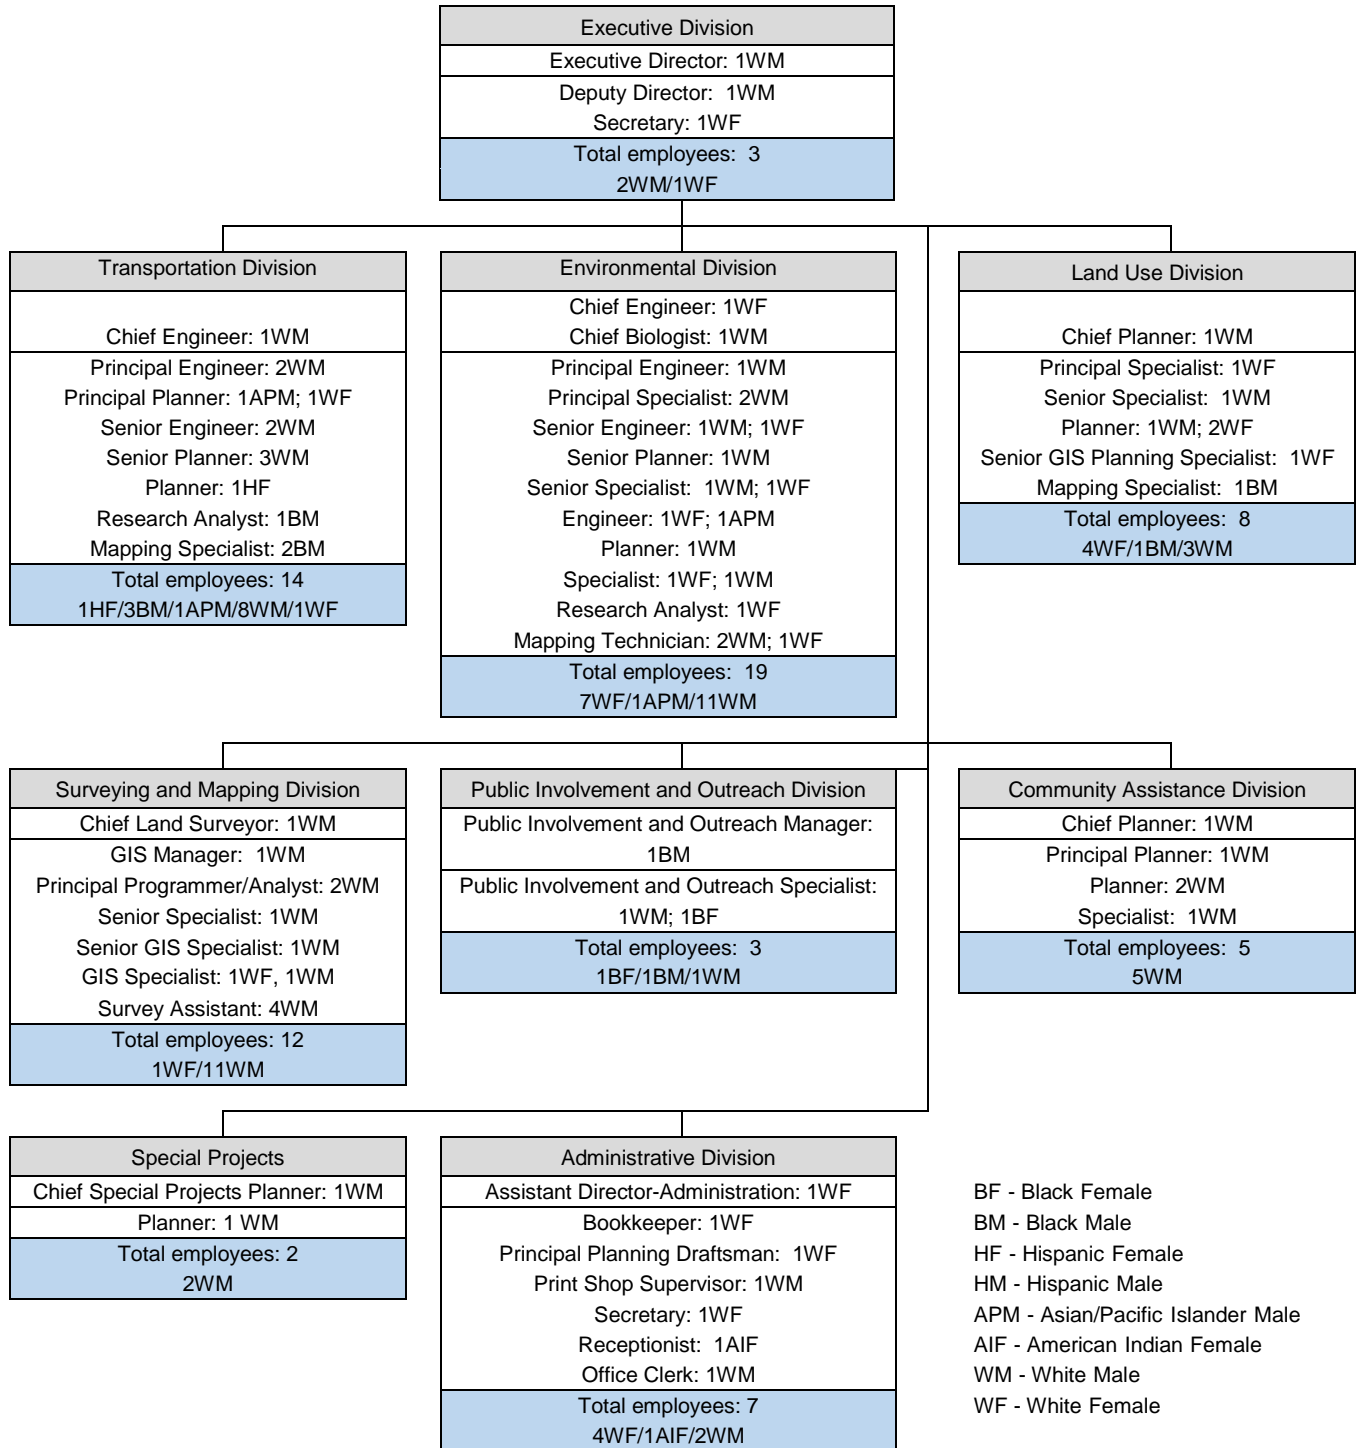 Executive Division
Executive Director: 1WM
Deputy Director: 1WM
Secretary: 1WF
Total employees: 3
2WM/1WF
Transportation Division
Chief Engineer: 1WM
Principal Engineer: 2WM
Principal Planner: 1APM; 1WF
Senior Engineer: 2WM
Senior Planner: 3WM
Planner: 1HF
Research Analyst: 1BM
Mapping Specialist: 2BM
Total employees: 14
1HF/3BM/1APM/8WM/1WF
Environmental Division
Chief Engineer: 1WF
Chief Biologist: 1WM
Principal Engineer: 1WM
Principal Specialist: 2WM
Senior Engineer: 1WM; 1WF
Senior Planner: 1WM
Senior Specialist: 1WM; 1WF
Engineer: 1WF; 1APM
Planner: 1WM
Specialist: 1WF; 1WM
Research Analyst: 1WF
Mapping Technician: 2WM; 1WF
Total employees: 19
7WF/1APM/11WM
Land Use Division
Chief Planner: 1WM
Principal Specialist: 1WF
Senior Specialist: 1WM
Planner: 1WM; 2WF
Senior GIS Planning Specialist: 1WF
Mapping Specialist: 1BM
Total employees: 8
4WF/1BM/3WM
Surveying and Mapping Division
Chief Land Surveyor: 1WM
GIS Manager: 1WM
Principal Programmer/Analyst: 2WM
Senior Specialist: 1WM
Senior GIS Specialist: 1WM
GIS Specialist: 1WF, 1WM
Survey Assistant: 4WM
Total employees: 12
1WF/11WM
Public Involvement and Outreach Division
Public Involvement and Outreach Manager:
1BM
Public Involvement and Outreach Specialist:
1WM; 1BF
Total employees: 3
1BF/1BM/1WM
Community Assistance Division
Chief Planner: 1WM
Principal Planner: 1WM
Planner: 2WM
Specialist: 1WM
Total employees: 5
5WM
Special Projects
Chief Special Projects Planner: 1WM
Planner: 1 WM
Total employees: 2
2WM
Administrative Division
Assistant Director-Administration: 1WF
Bookkeeper: 1WF
Principal Planning Draftsman: 1WF
Print Shop Supervisor: 1WM
Secretary: 1WF
Receptionist: 1AIF
Office Clerk: 1WM
Total employees: 7
4WF/1AIF/2WM
BF - Black Female
BM - Black Male
HF - Hispanic Female
HM - Hispanic Male
APM - Asian/Pacific Islander Male
AIF - American Indian Female
WM - White Male
WF - White Female